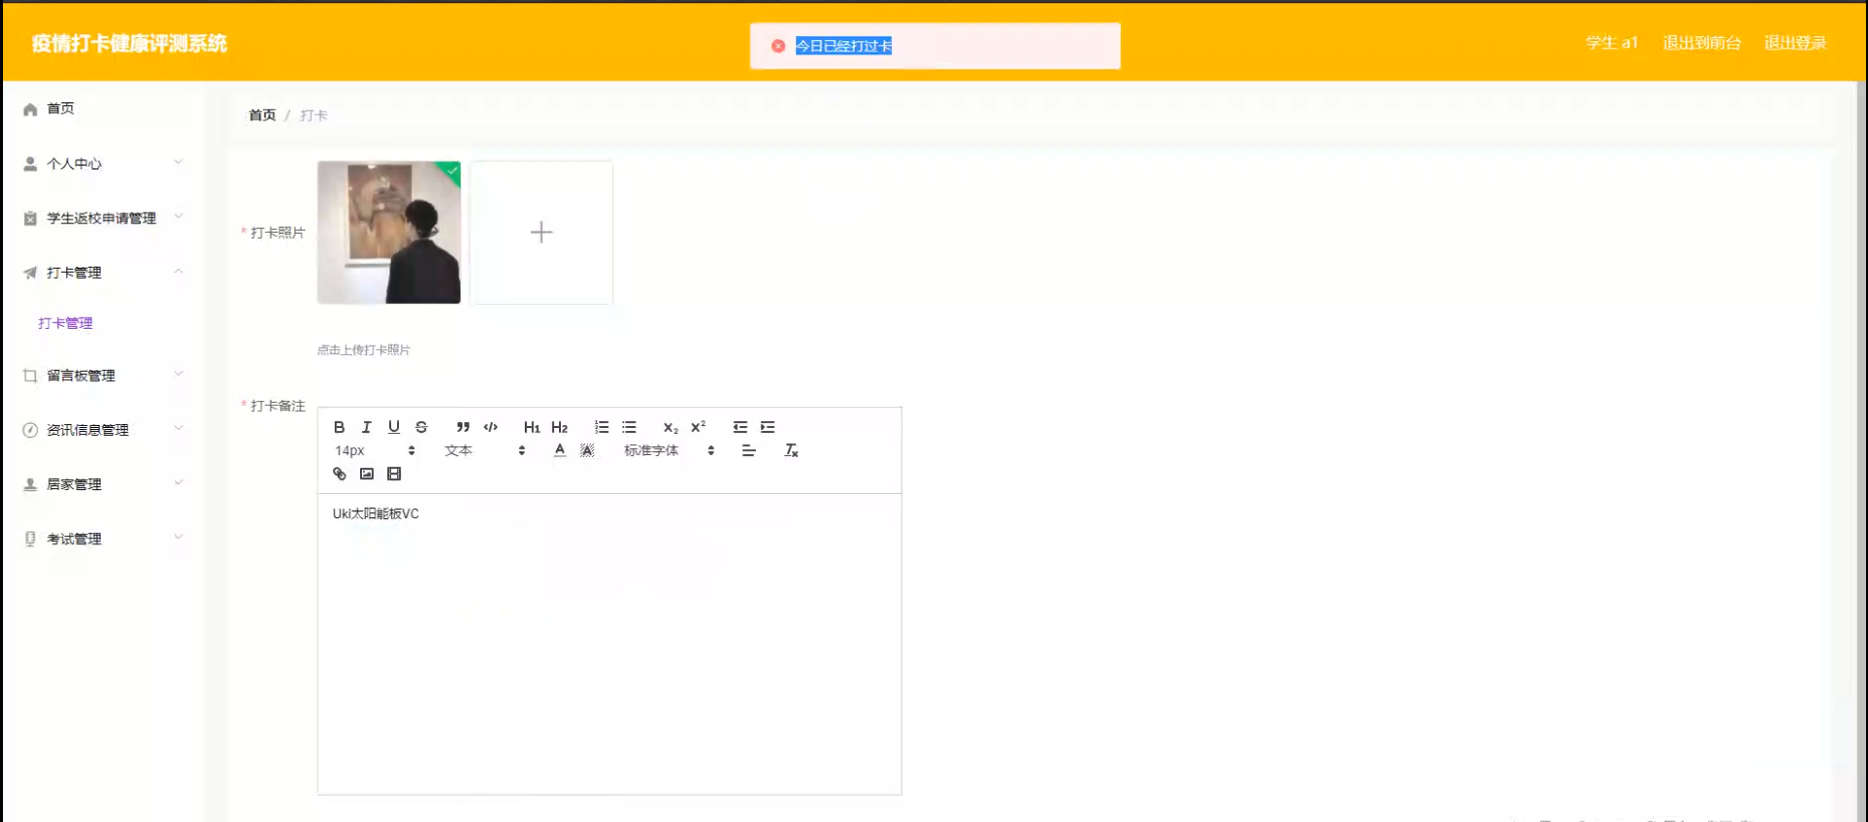 疫情打卡健康评测系统
今日已经打过卡
学生 a1 退出到前台 退出登录
首页
个人中心
学生返校申请管理
打卡管理
打卡管理
留言板管理
资讯信息管理
居家管理
考试管理
首页 / 打卡
* 打卡照片
点击上传打卡照片
* 打卡备注
B I U S H1 H2 x₂ x²
14px 文本 A A 标准字体 Tx
Uki太阳能板VC